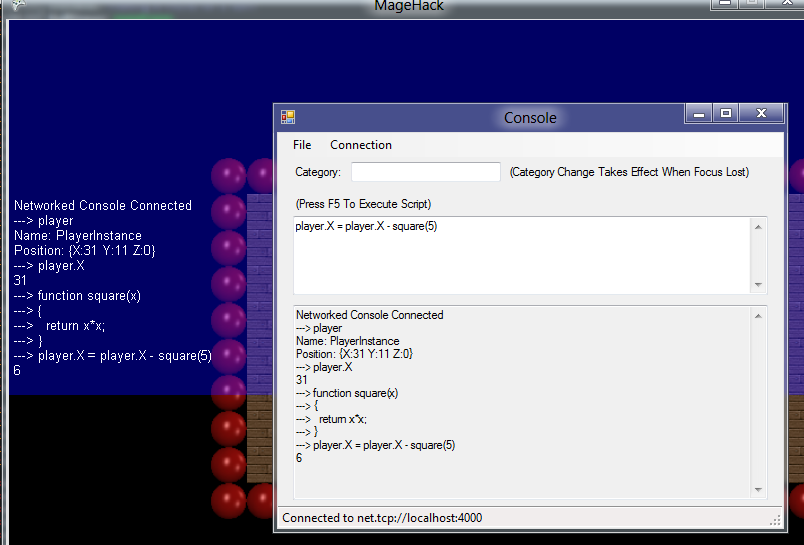 MageHack
Networked Console Connected
---> player
Name: PlayerInstance
Position: {X:31 Y:11 Z:0}
---> player.X
31
---> function square(x)
---> {
--->   return x*x;
---> }
---> player.X = player.X - square(5)
6
Console
File Connection
Category: (Category Change Takes Effect When Focus Lost)
(Press F5 To Execute Script)
player.X = player.X - square(5)
Networked Console Connected
---> player
Name: PlayerInstance
Position: {X:31 Y:11 Z:0}
---> player.X
31
---> function square(x)
---> {
--->   return x*x;
---> }
---> player.X = player.X - square(5)
6
Connected to net.tcp://localhost:4000